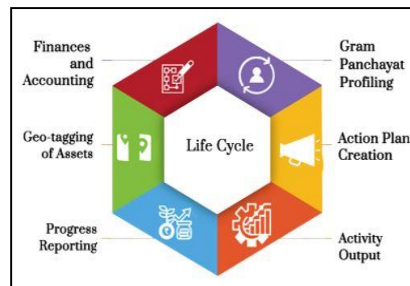 Finances
and
Accounting
Gram
Panchayat
Profiling
Geo-tagging
of Assets
Life Cycle
Action Plan
Creation
Progress
Reporting
Activity
Output